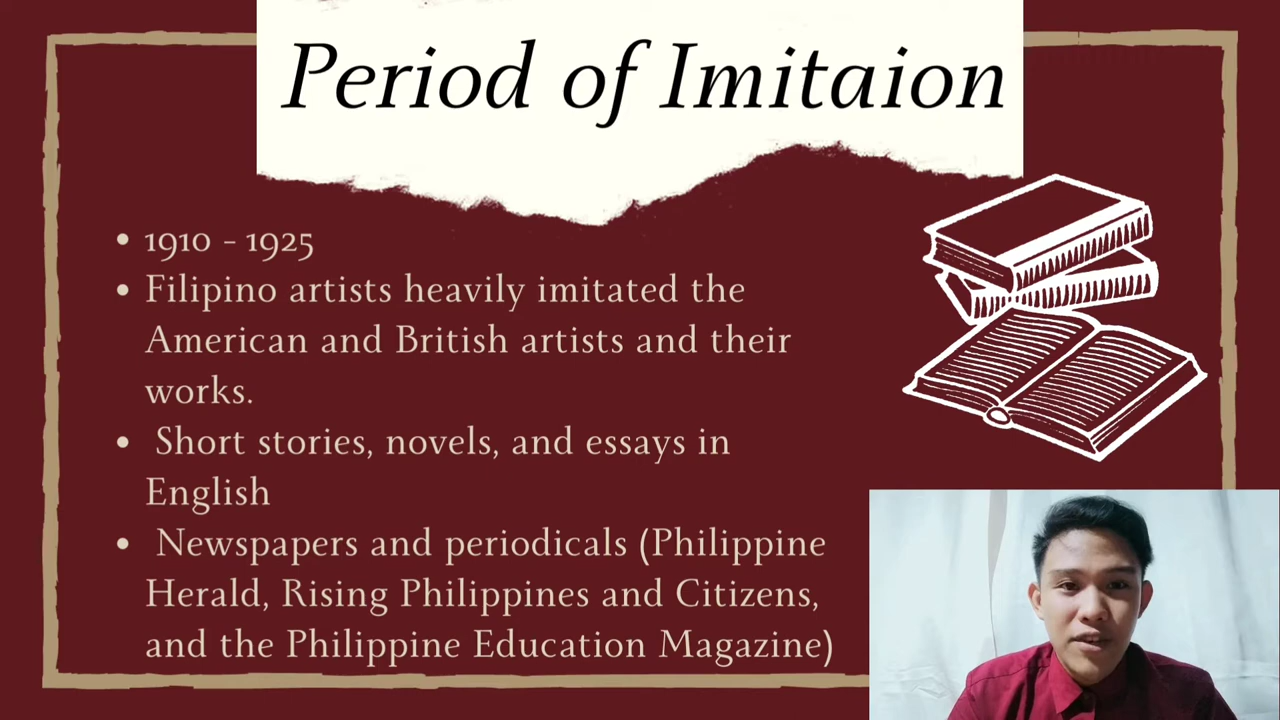 Period of Imitaion
• 1910 - 1925
• Filipino artists heavily imitated the
American and British artists and their
works.
• Short stories, novels, and essays in
English
• Newspapers and periodicals (Philippine
Herald, Rising Philippines and Citizens,
and the Philippine Education Magazine)